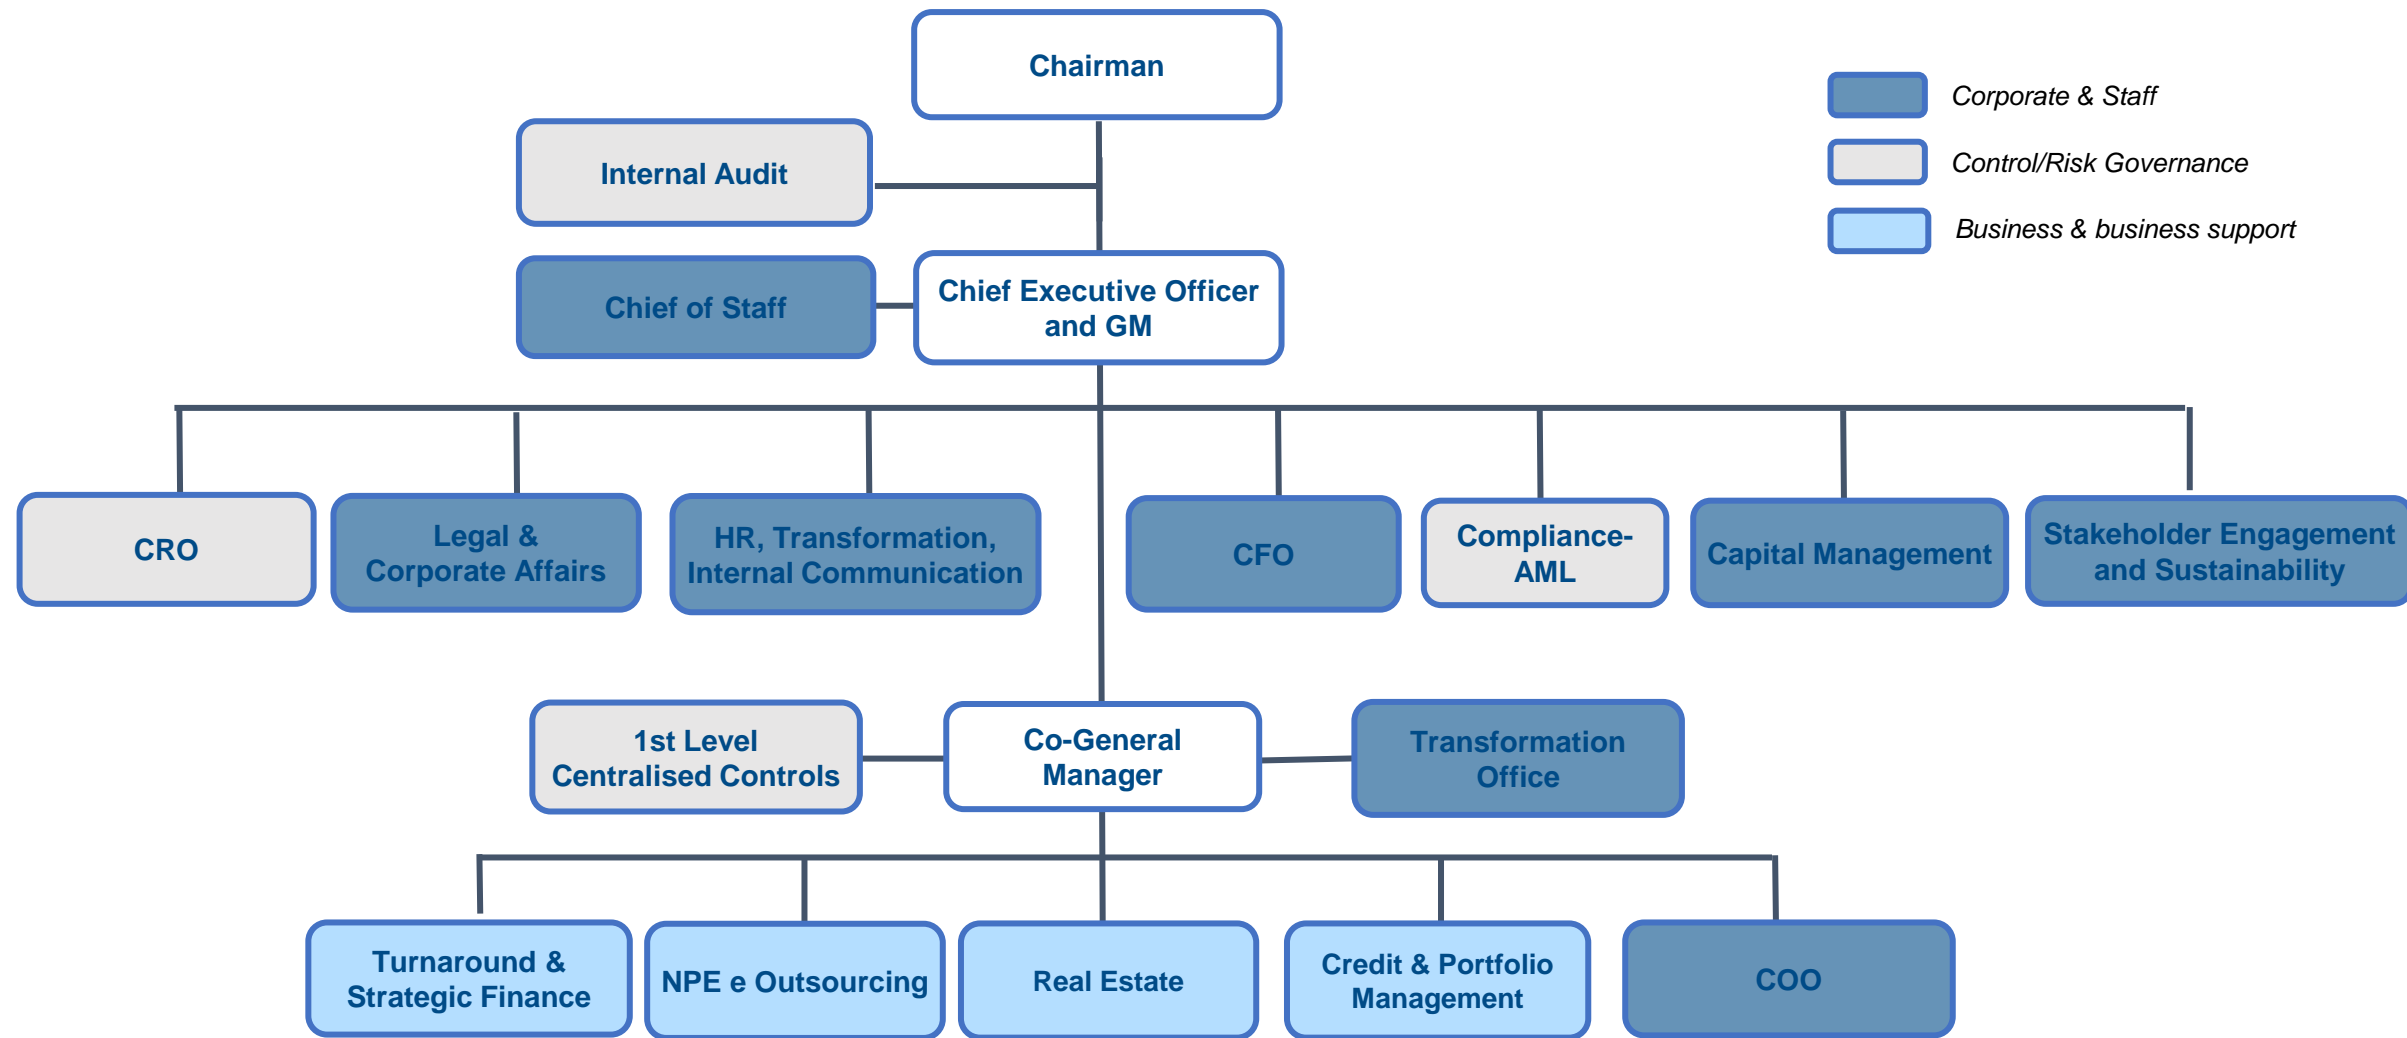 Chairman
Corporate & Staff
Control/Risk Governance
Business & business support
Internal Audit
Chief of Staff
Chief Executive Officer
and GM
CRO
Legal &
Corporate Affairs
HR, Transformation,
Internal Communication
CFO
Compliance-
AML
Capital Management
Stakeholder Engagement
and Sustainability
1st Level
Centralised Controls
Co-General
Manager
Transformation
Office
Turnaround &
Strategic Finance
NPE e Outsourcing
Real Estate
Credit & Portfolio
Management
COO